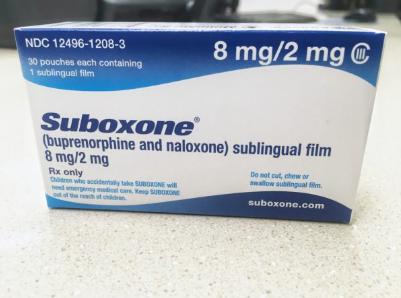 NDC 12496-1208-3
8 mg/2 mg CIII
30 pouches each containing
1 sublingual film
Suboxone®
(buprenorphine and naloxone) sublingual film
8 mg/2 mg
Rx only
Children who accidentally take SUBOXONE will
need emergency medical care. Keep SUBOXONE
out of the reach of children.
Do not cut, chew or
swallow sublingual film.
suboxone.com